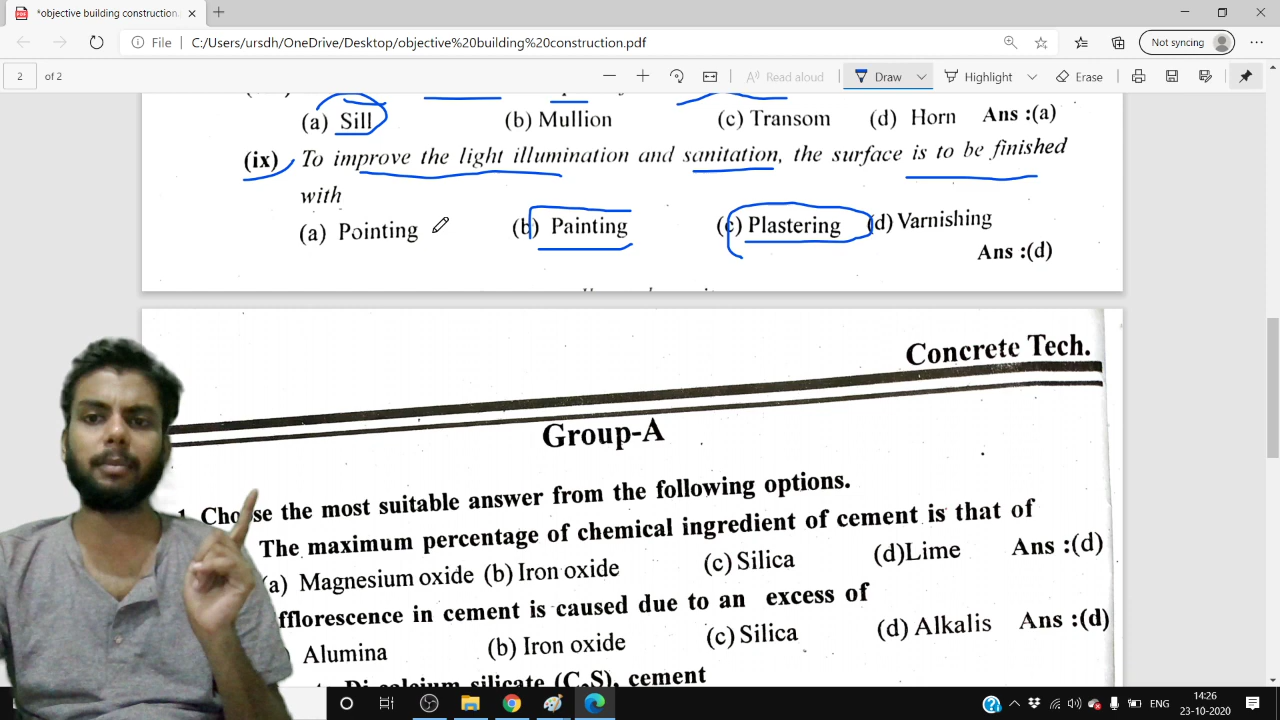 *objective building construction.
File
C:/Users/ursdh/OneDrive/Desktop/objective%20building%20construction.pdf
Not syncing
2 of 2
Read aloud
Draw
Highlight
Erase
(a) Sill (b) Mullion (c) Transom (d) Horn Ans :(a)
(ix) To improve the light illumination and sanitation, the surface is to be finished
with
(a) Pointing (b) Painting (c) Plastering (d) Varnishing
Ans :(d)
Concrete Tech.
Group-A
Choose the most suitable answer from the following options.
The maximum percentage of chemical ingredient of cement is that of
(a) Magnesium oxide (b) Iron oxide (c) Silica (d)Lime Ans :(d)
fflorescence in cement is caused due to an excess of
Alumina (b) Iron oxide (c) Silica (d) Alkalis Ans :(d)
Di-calcium silicate (C2S), cement
ENG
14:26
23-10-2020